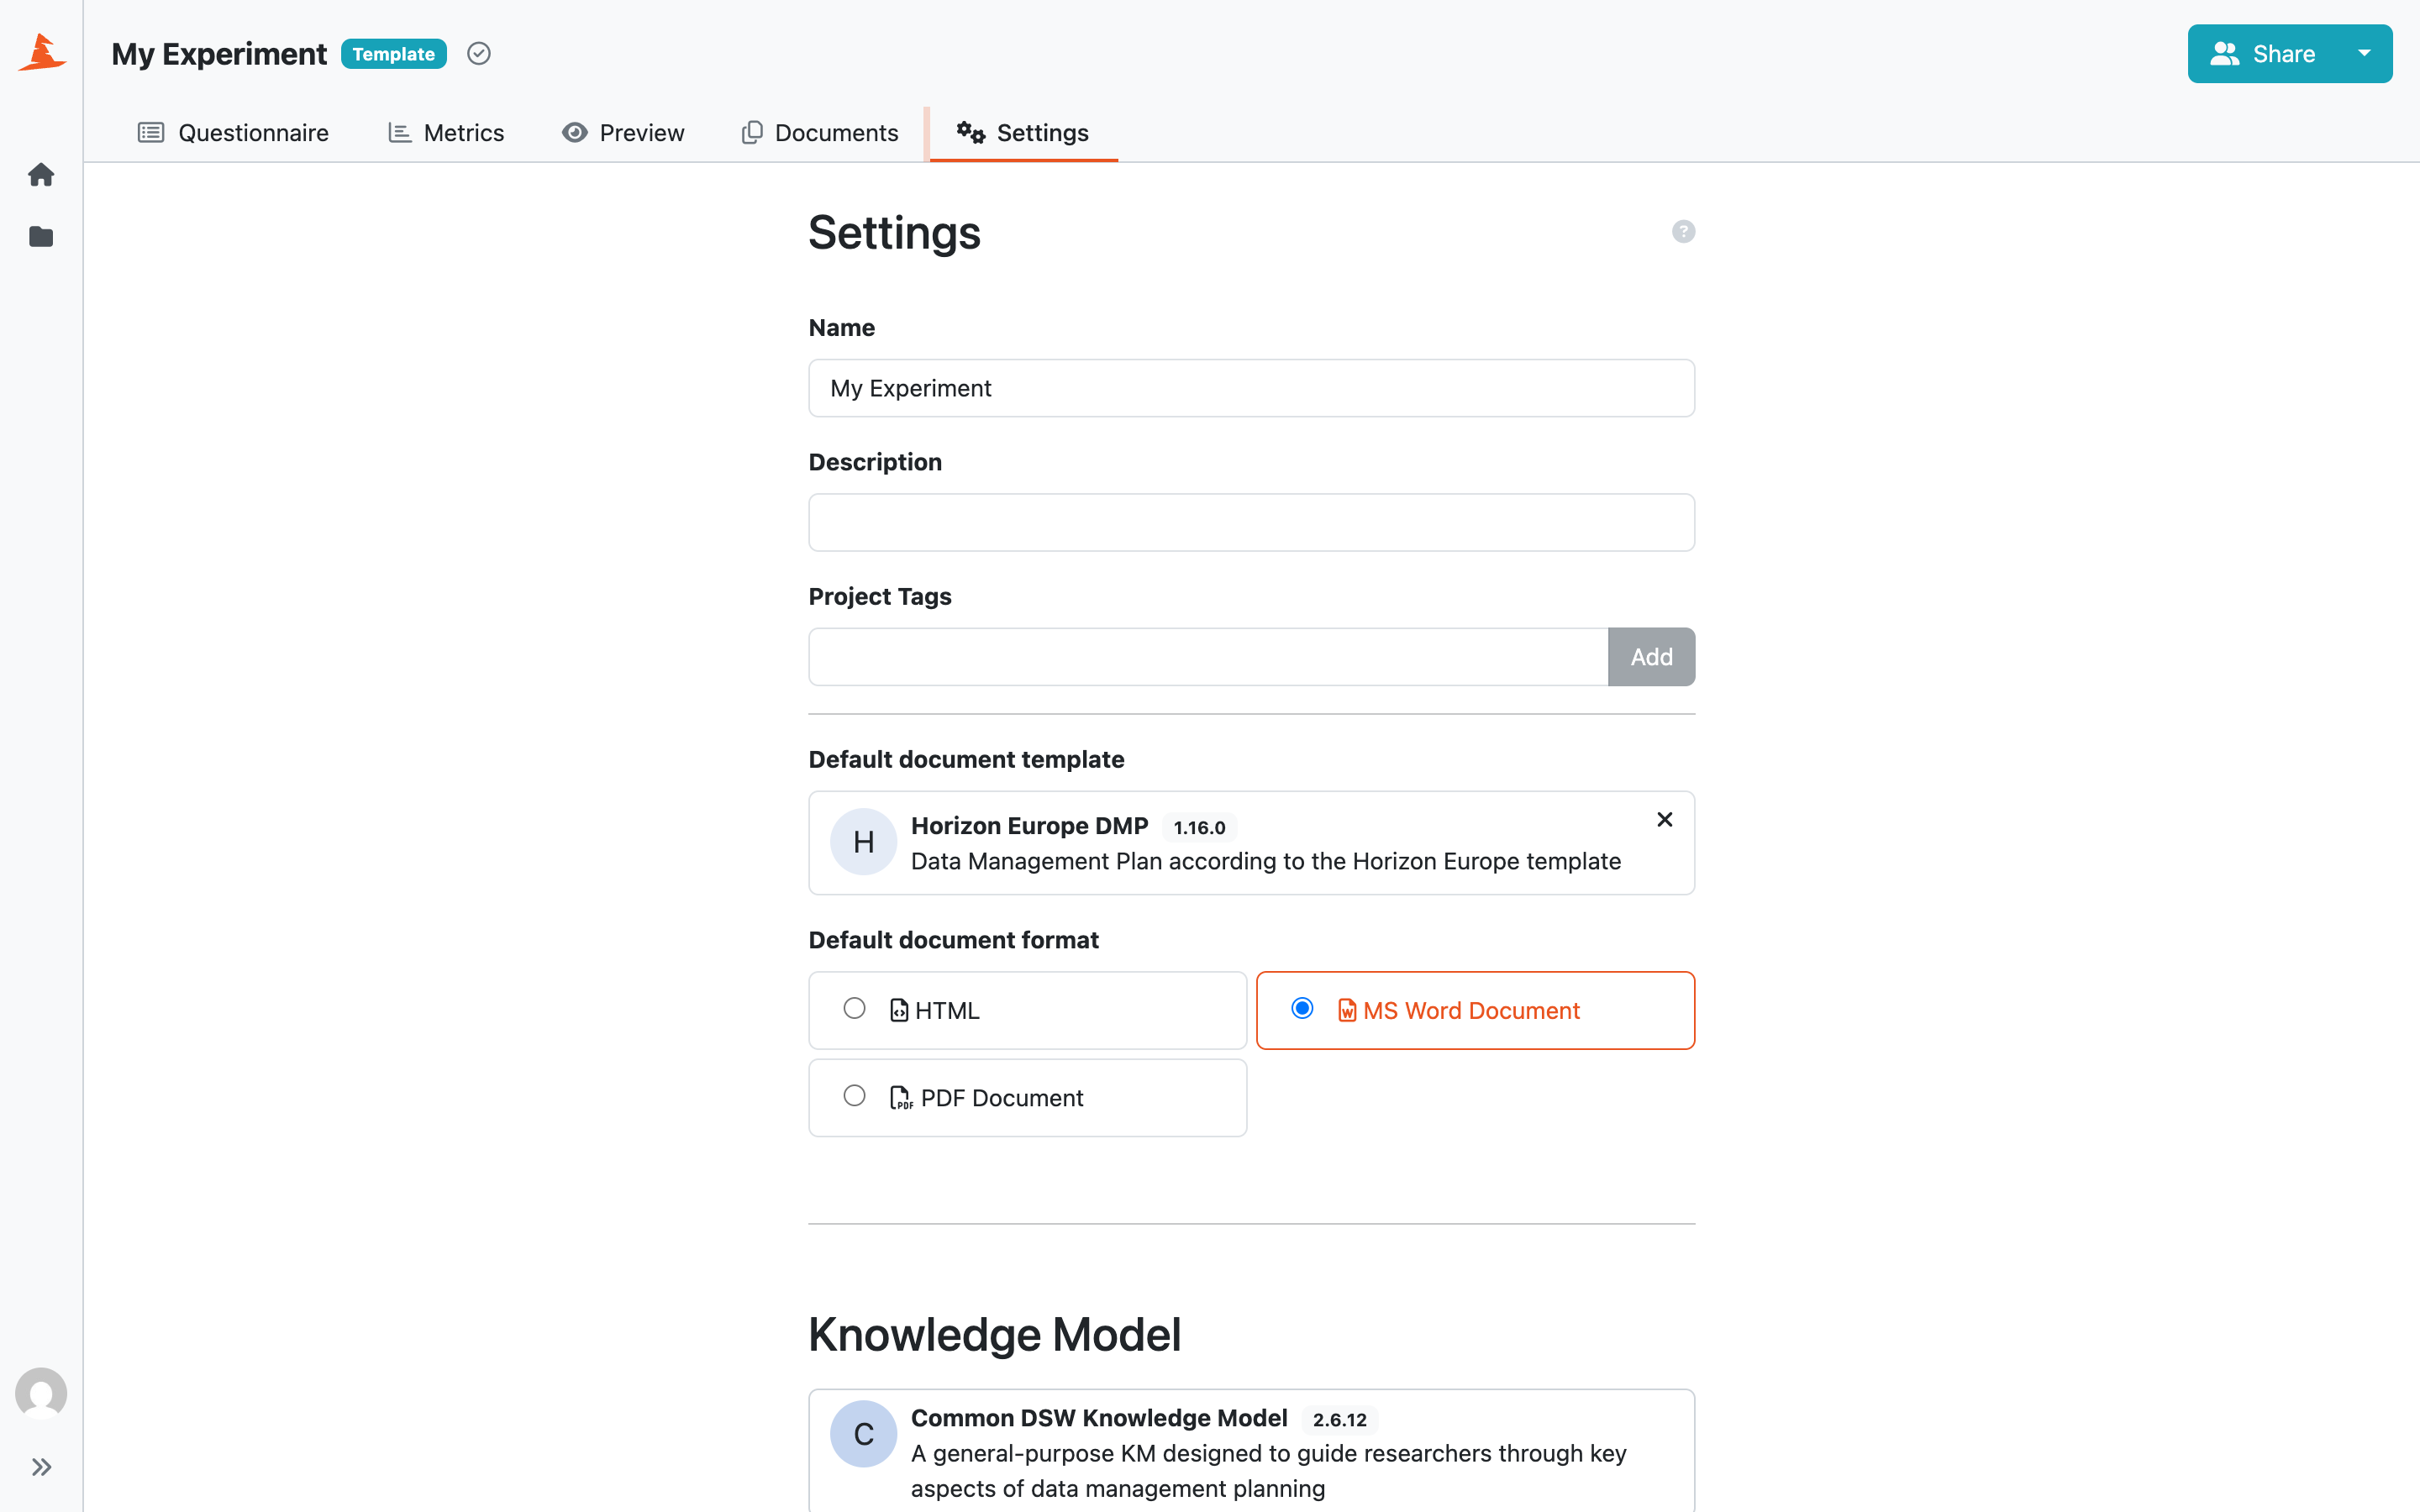 My Experiment Template
Share
Questionnaire Metrics Preview Documents Settings
Settings
?
Name
My Experiment
Description
Project Tags
Add
Default document template
H
Horizon Europe DMP 1.16.0
Data Management Plan according to the Horizon Europe template
Default document format
HTML
MS Word Document
PDF Document
Knowledge Model
C
Common DSW Knowledge Model 2.6.12
A general-purpose KM designed to guide researchers through key
aspects of data management planning